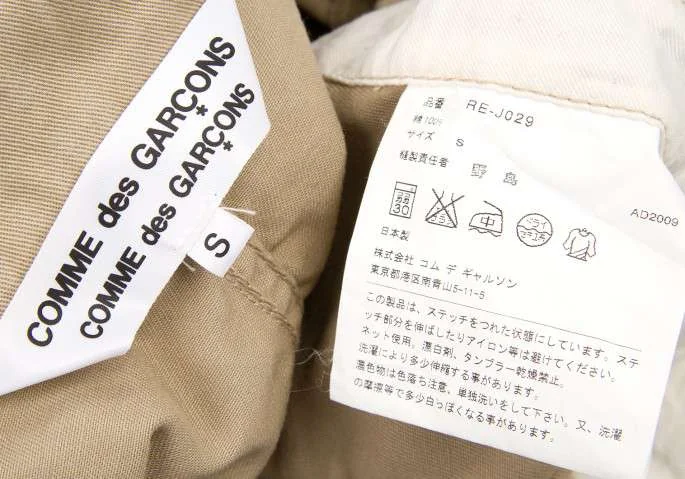 COMME des GARÇONS
COMME des GARÇONS
S
品番 RE-J029
綿100%
サイズ S
縫製責任者 野島
30
ドライ
AD2009
日本製
株式会社 コム デ ギャルソン
東京都港区南青山5-11-5
この製品は、ステッチをつれた状態にしています。ステ
ッチ部分を伸ばしたりアイロン等は避けてください。
ネット使用、漂白剤、タンブラー乾燥禁止。
洗濯により多少伸縮する事があります。
濃色物は色落ち注意、単独洗いをして下さい。又、洗濯
の摩擦等で多少白っぽくなる事があります。